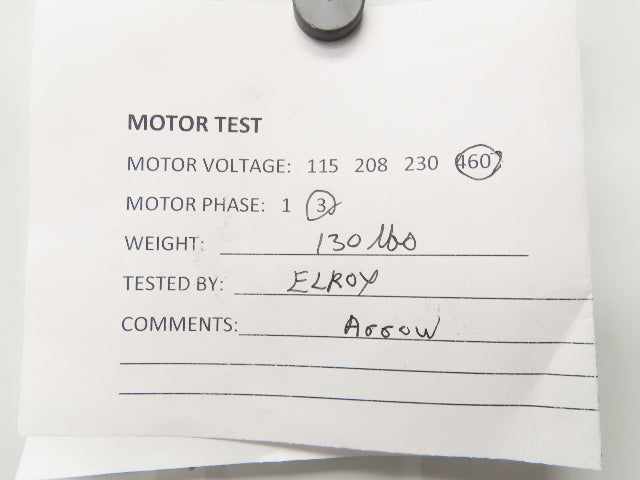 MOTOR TEST
MOTOR VOLTAGE: 115 208 230 460
MOTOR PHASE: 1 3
WEIGHT: 130 lbs
TESTED BY: ELROY
COMMENTS: Arrow